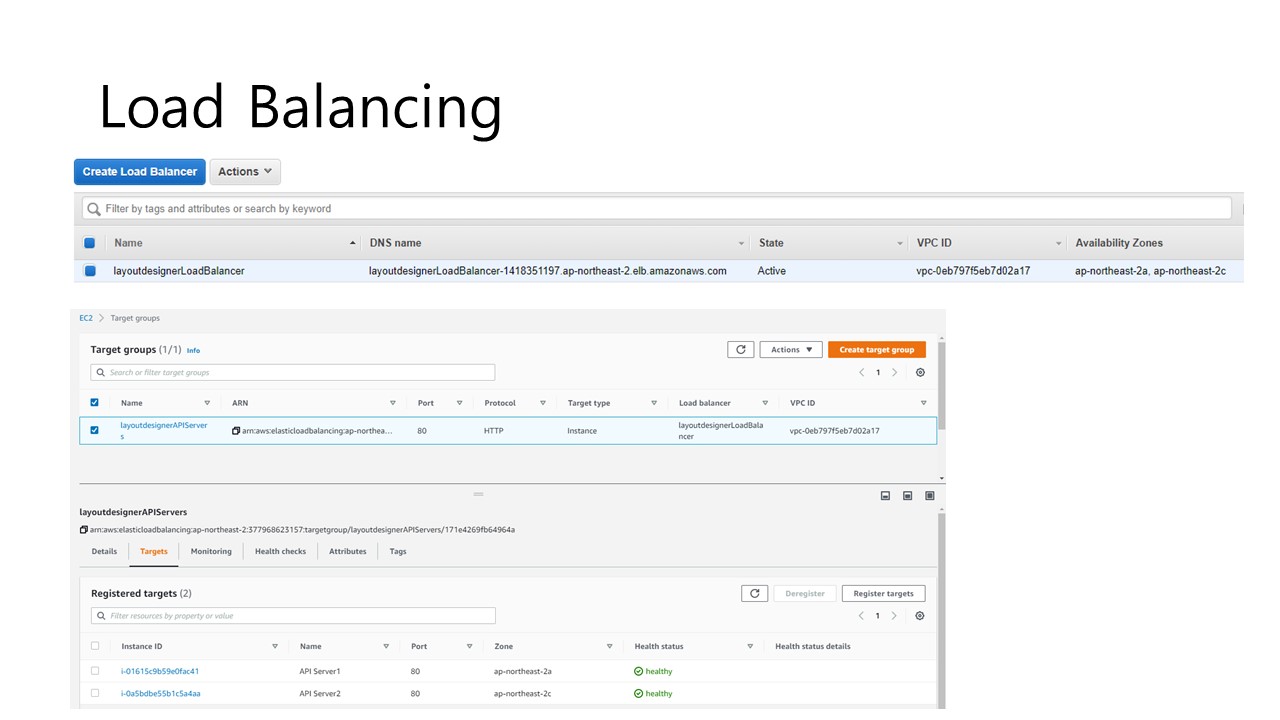 Load Balancing
Create Load Balancer Actions
Filter by tags and attributes or search by keyword
Name DNS name State VPC ID Availability Zones
layoutdesignerLoadBalancer layoutdesignerLoadBalancer-1418351197.ap-northeast-2.elb.amazonaws.com Active vpc-0eb797f5eb7d02a17 ap-northeast-2a, ap-northeast-2c
EC2 > Target groups
Target groups (1/1) Info Actions Create target group
Search or filter target groups 1
Name ARN Port Protocol Target type Load balancer VPC ID
layoutdesignerAPIServer layoutdesignerLoadBala
arn:aws:elasticloadbalancing:ap-northea... 80 HTTP Instance vpc-0eb797f5eb7d02a17
s ncer
layoutdesignerAPIServers
arn:aws:elasticloadbalancing:ap-northeast-2:377968623157:targetgroup/layoutdesignerAPIServers/171e4269fb64964a
Details Targets Monitoring Health checks Attributes Tags
Registered targets (2) Deregister Register targets
Filter resources by property or value 1
Instance ID Name Port Zone Health status Health status details
i-01615c9b59e0fac41 API Server1 80 ap-northeast-2a healthy
i-0a5bdbe55b1c5a4aa API Server2 80 ap-northeast-2c healthy